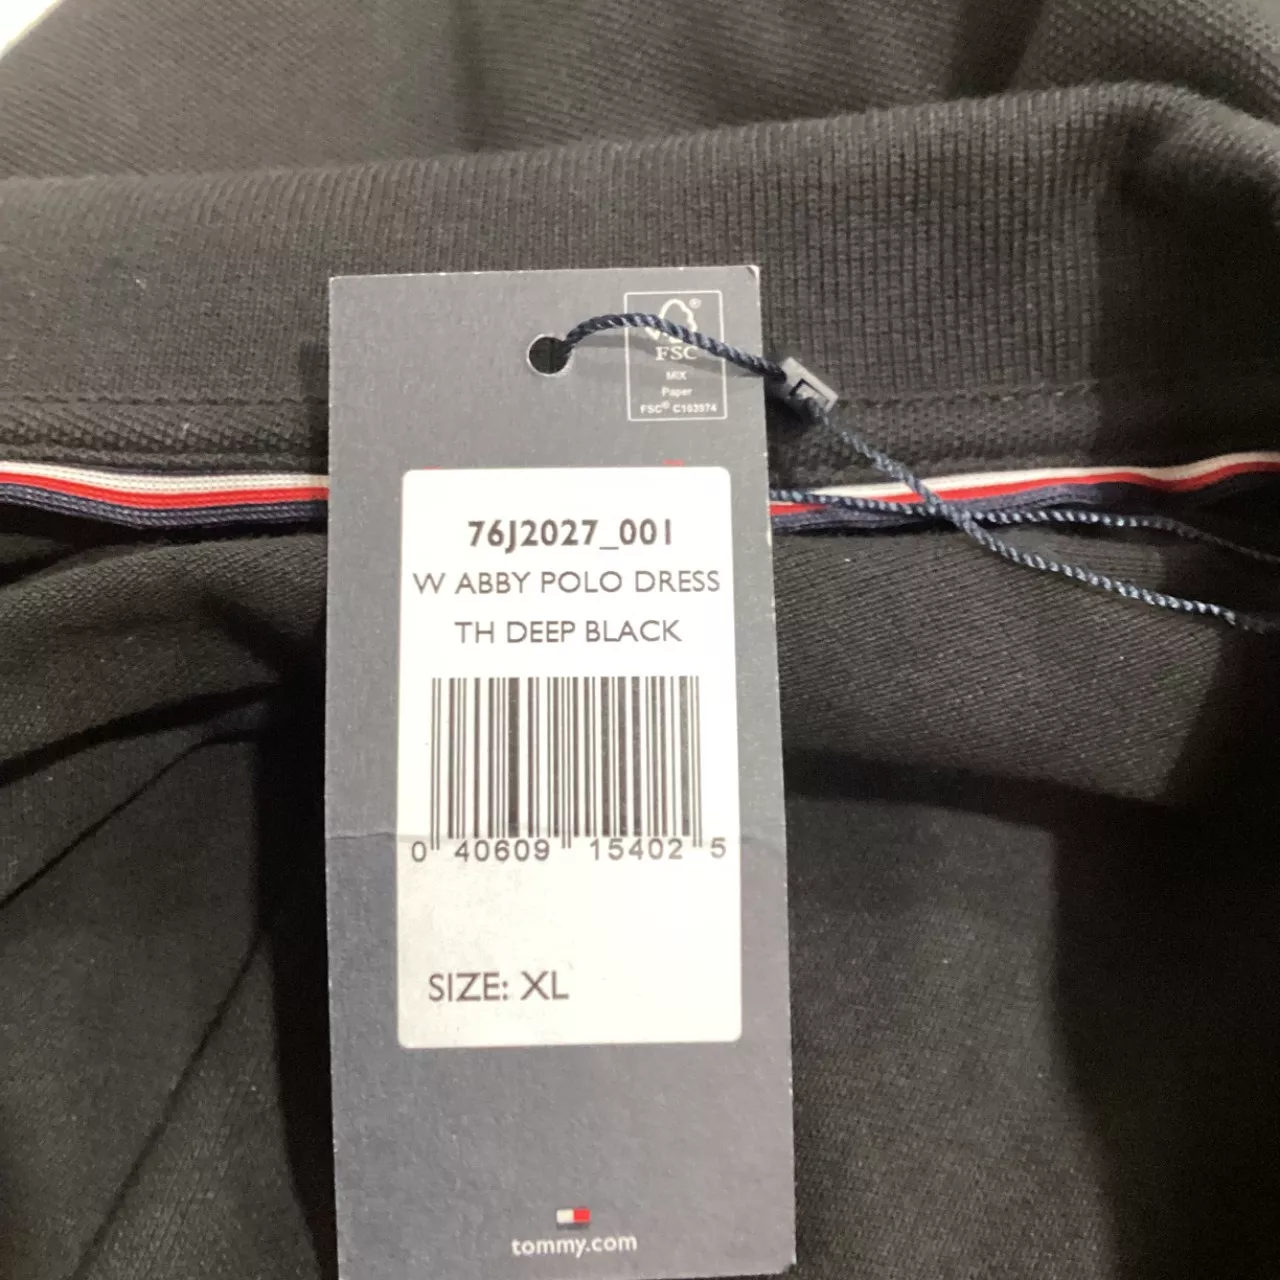 FSC
MIX
Paper
FSC® C103974
76J2027_001
W ABBY POLO DRESS
TH DEEP BLACK
0 40609 15402 5
SIZE: XL
tommy.com